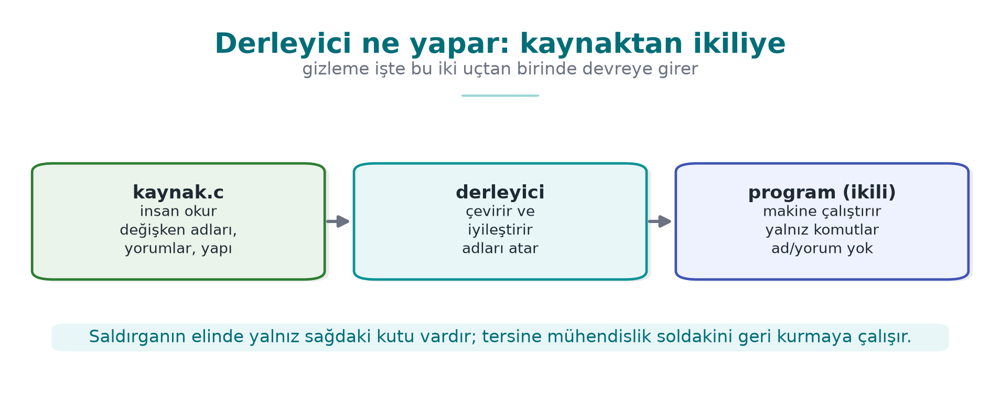 Derleyici ne yapar: kaynaktan ikiliye
gizleme işte bu iki uçtan birinde devreye girer
kaynak.c
insan okur
değişken adları,
yorumlar, yapı
derleyici
çevirir ve
iyileştirir
adları atar
program (ikili)
makine çalıştırır
yalnız komutlar
ad/yorum yok
Saldırganın elinde yalnız sağdaki kutu vardır; tersine mühendislik soldakini geri kurmaya çalışır.